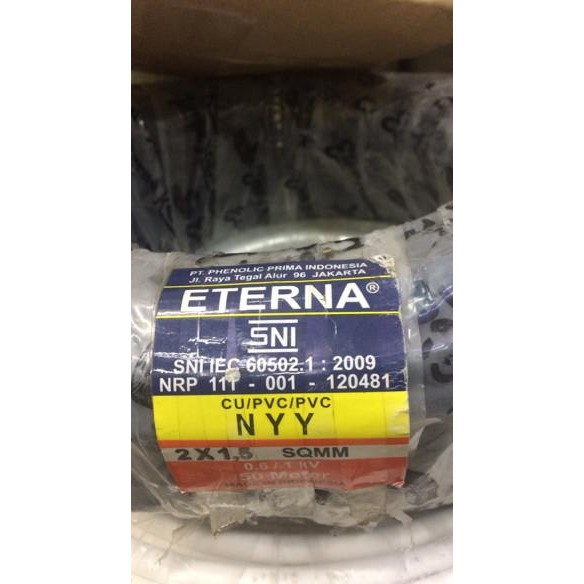 PT. PHENOLIC PRIMA INDONESIA
Jl. Raya Tegal Alur 96 JAKARTA
ETERNA®
SNI
SNI IEC 60502.1 : 2009
NRP 111 - 001 - 120481
CU/PVC/PVC
NYY
2X1,5 SQMM
0.6 / 1 KV
50 Meter